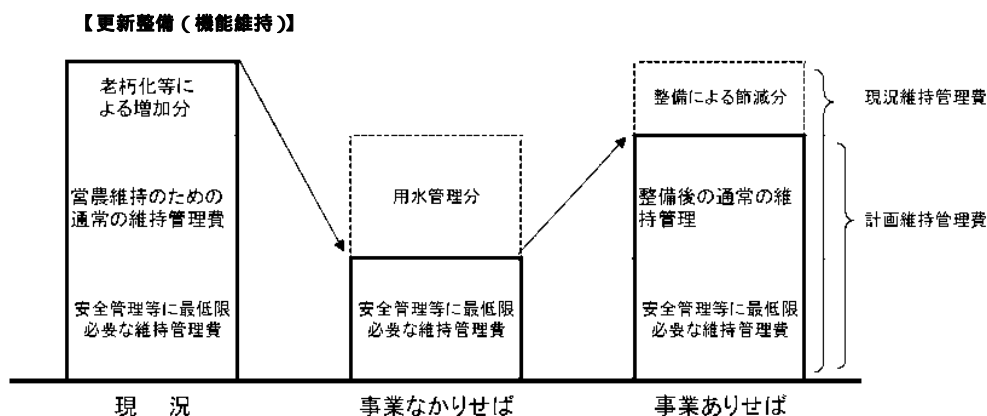 【更新整備（機能維持）】
老朽化等に
よる増加分
営農維持のための
通常の維持管理費
安全管理等に最低限
必要な維持管理費
用水管理分
安全管理等に最低限
必要な維持管理費
整備による節減分
整備後の通常の維
持管理
安全管理等に最低限
必要な維持管理費
現況維持管理費
計画維持管理費
現 況
事業なかりせば
事業ありせば